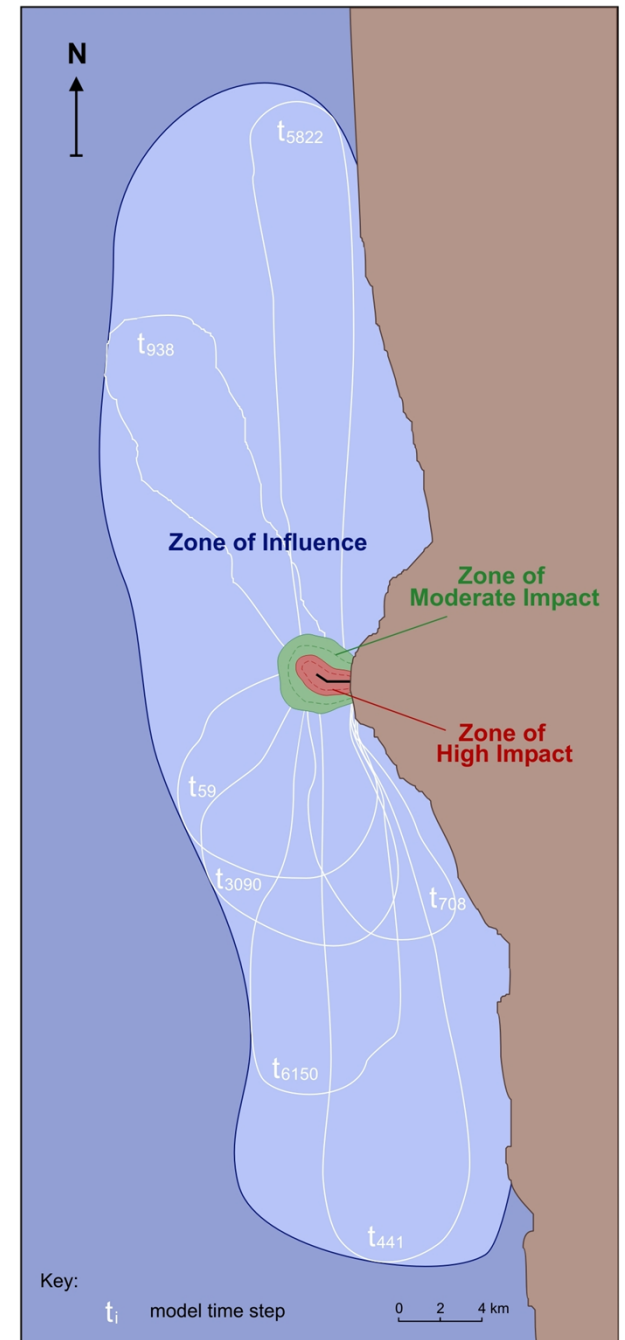 N
t5822
t938
Zone of Influence
Zone of
Moderate Impact
Zone of
High Impact
t59
t3090
t708
t6150
t441
Key:
ti model time step
0 2 4 km